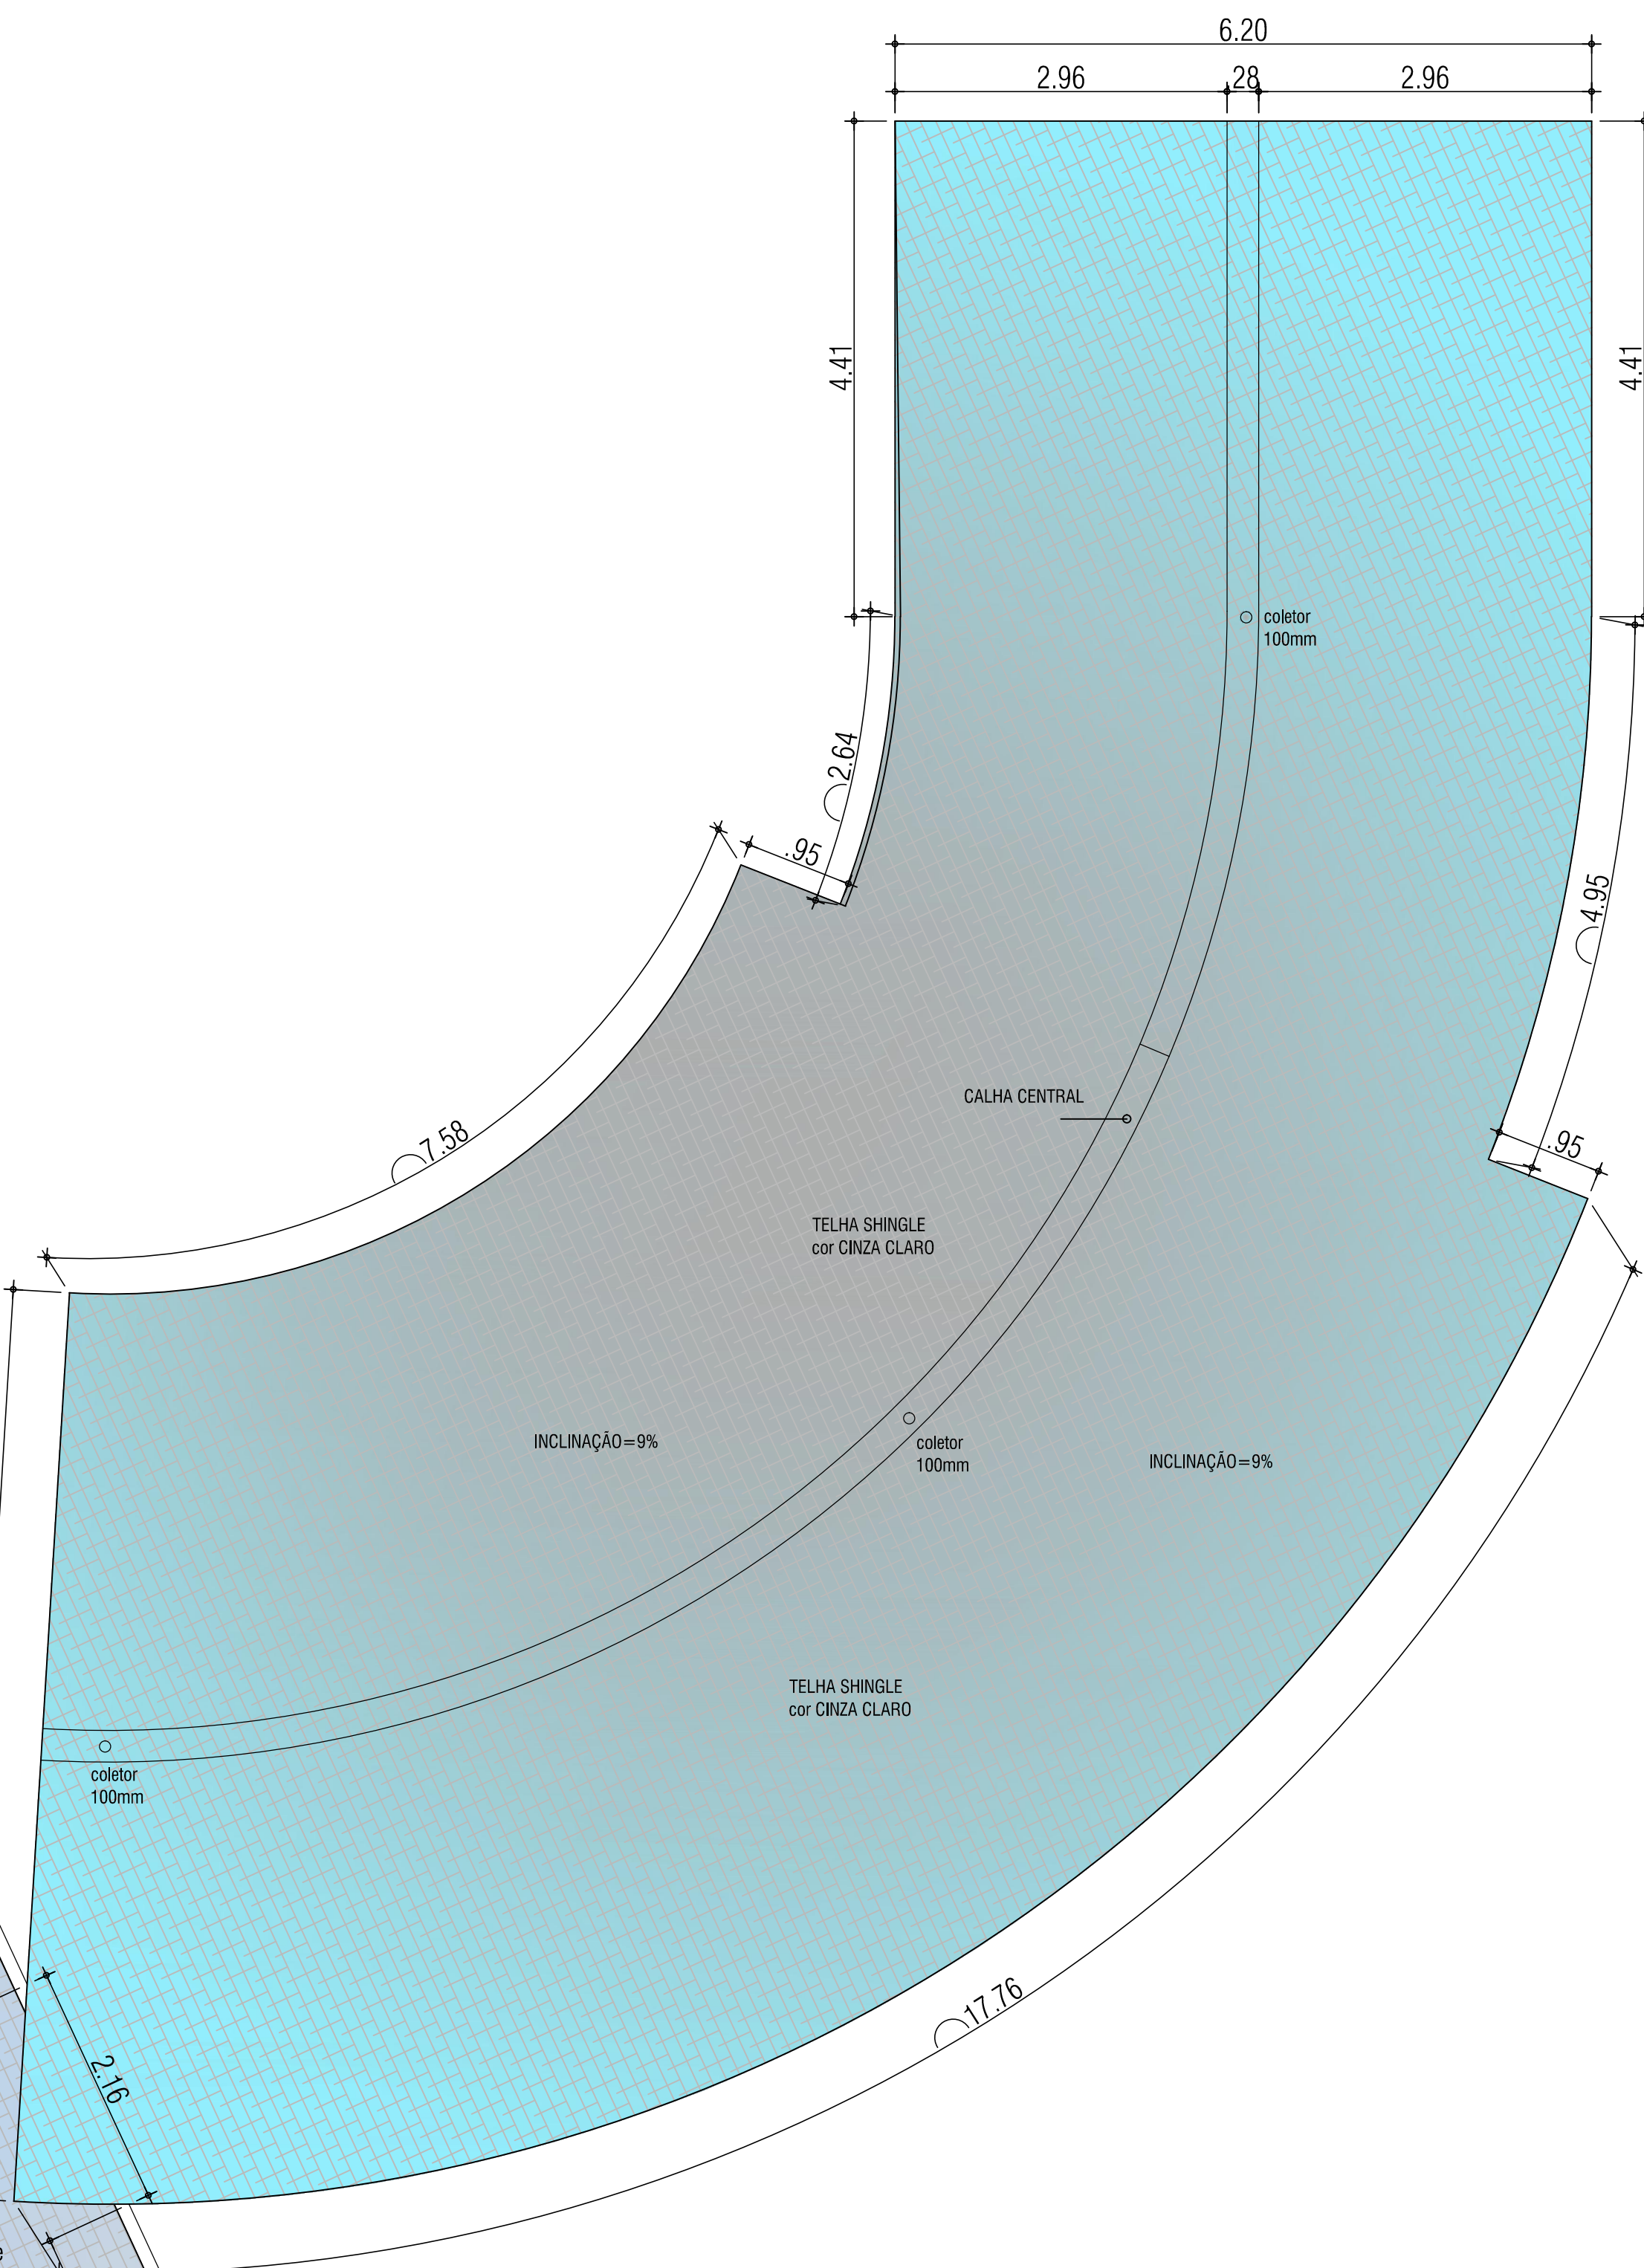 6.20
2.96
28
2.96
4.41
4.41
coletor
100mm
2.64
.95
4.95
CALHA CENTRAL
7.58
.95
TELHA SHINGLE
cor CINZA CLARO
INCLINAÇÃO=9%
coletor
100mm
INCLINAÇÃO=9%
TELHA SHINGLE
cor CINZA CLARO
coletor
100mm
17.76
2.16